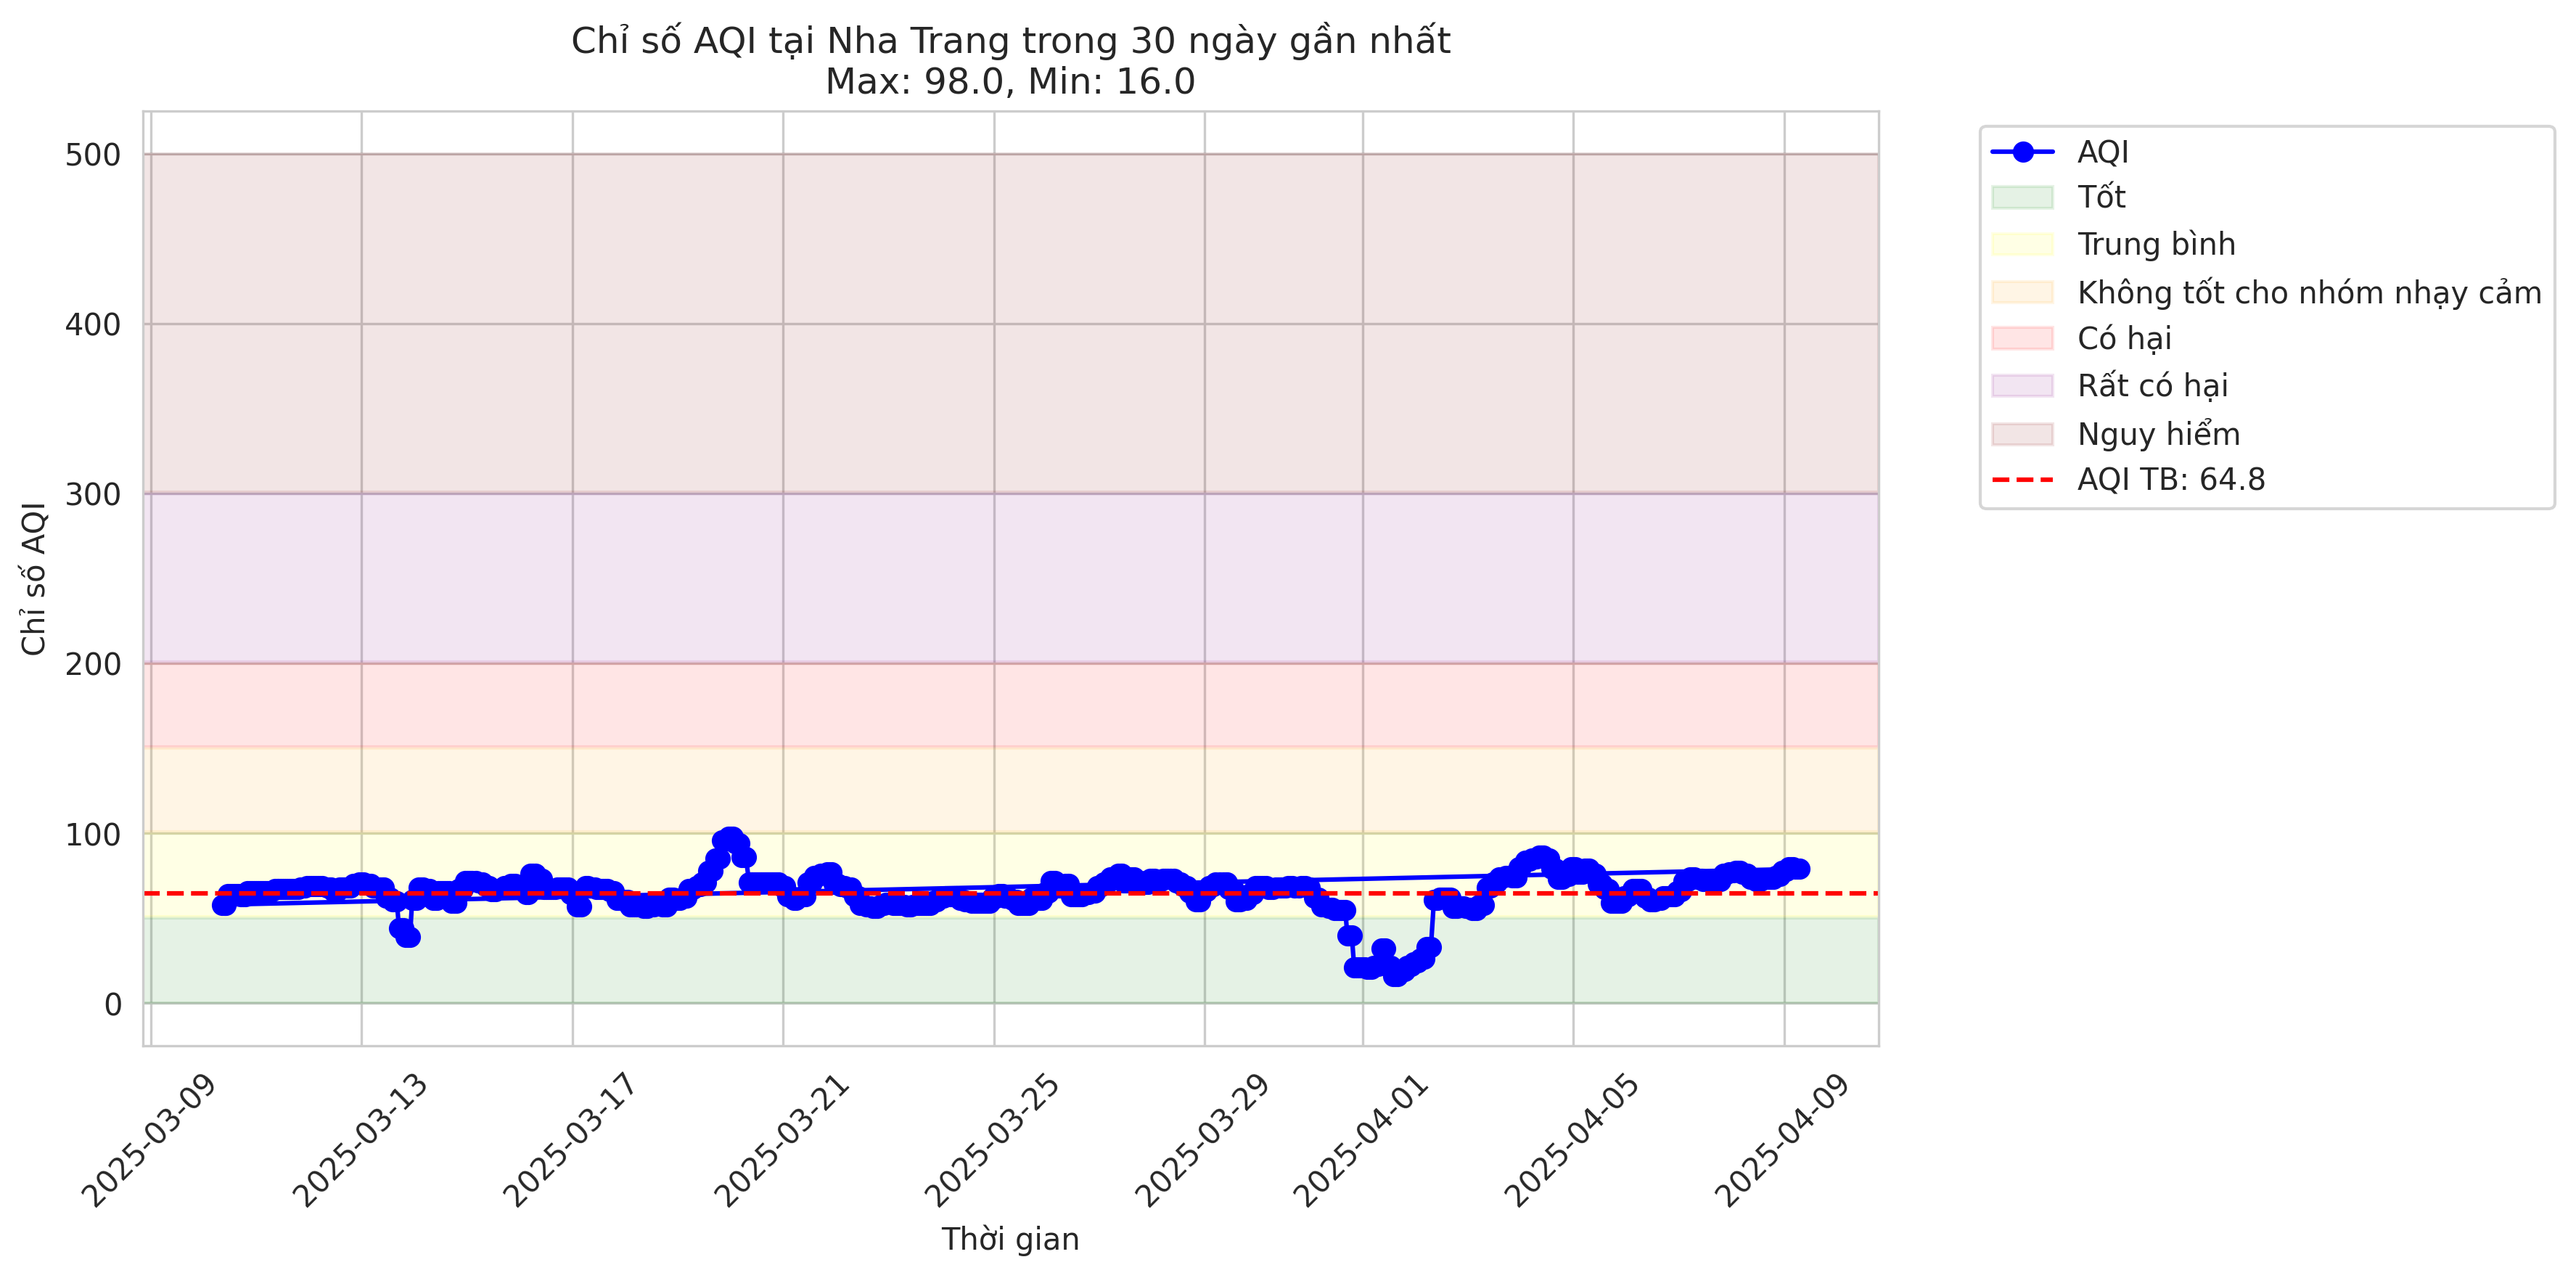 Chỉ số AQI tại Nha Trang trong 30 ngày gần nhất
Max: 98.0, Min: 16.0
Chỉ số AQI
500
400
300
200
100
0
2025-03-09
2025-03-13
2025-03-17
2025-03-21
2025-03-25
2025-03-29
2025-04-01
2025-04-05
2025-04-09
Thời gian
AQI
Tốt
Trung bình
Không tốt cho nhóm nhạy cảm
Có hại
Rất có hại
Nguy hiểm
AQI TB: 64.8